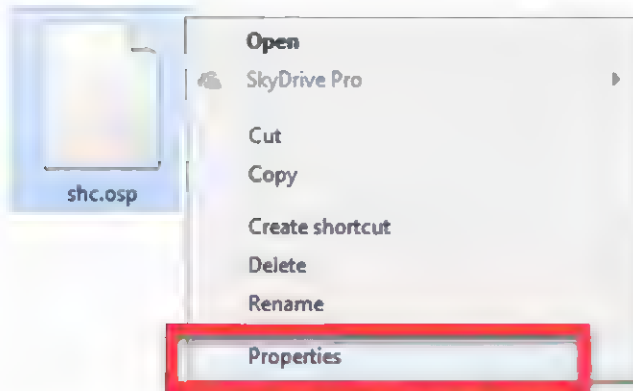 shc.osp
Open
SkyDrive Pro
Cut
Copy
Create shortcut
Delete
Rename
Properties